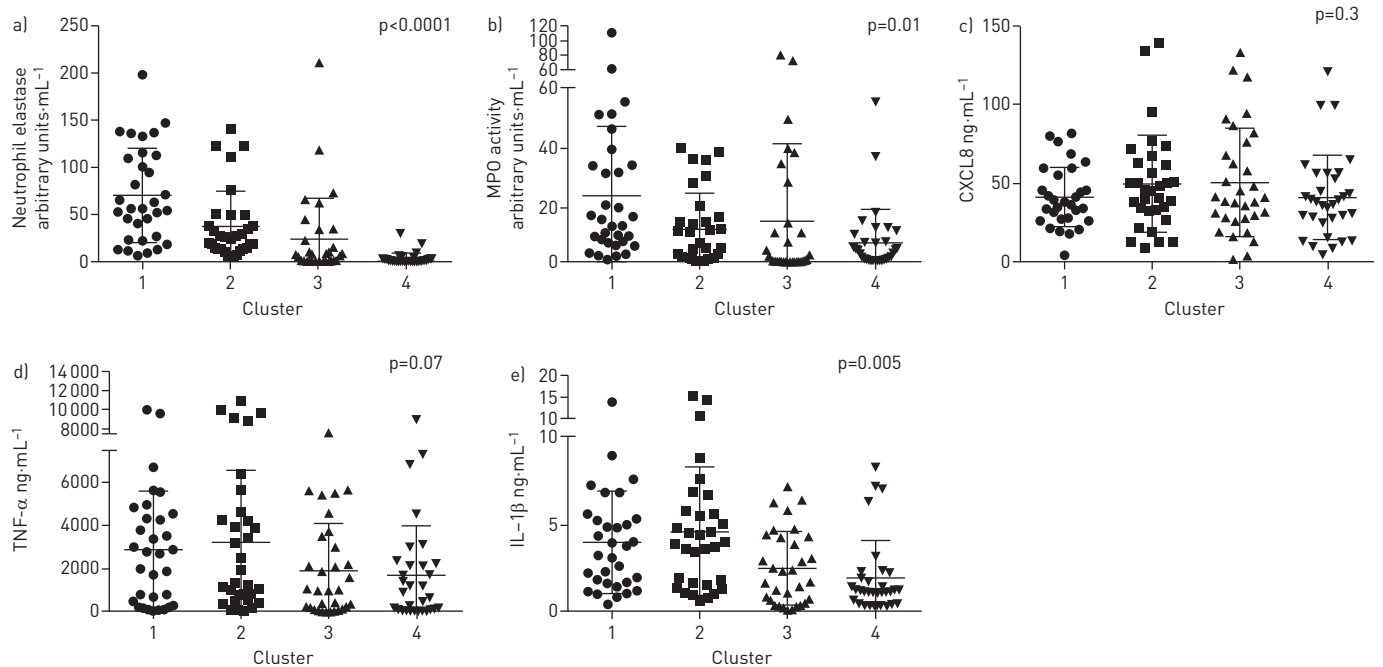 a)
p<0.0001
Neutrophil elastase
arbitrary units·mL−1
250
200
150
100
50
0
1 2 3 4
Cluster
b)
p=0.01
MPO activity
arbitrary units·mL−1
120
100
80
60
60
40
20
0
1 2 3 4
Cluster
c)
p=0.3
CXCL8 ng·mL−1
150
100
50
0
1 2 3 4
Cluster
d)
p=0.07
TNF-α ng·mL−1
14 000
12 000
10 000
8000
6000
4000
2000
0
1 2 3 4
Cluster
e)
p=0.005
IL−1β ng·mL−1
20
15
10
10
5
0
1 2 3 4
Cluster